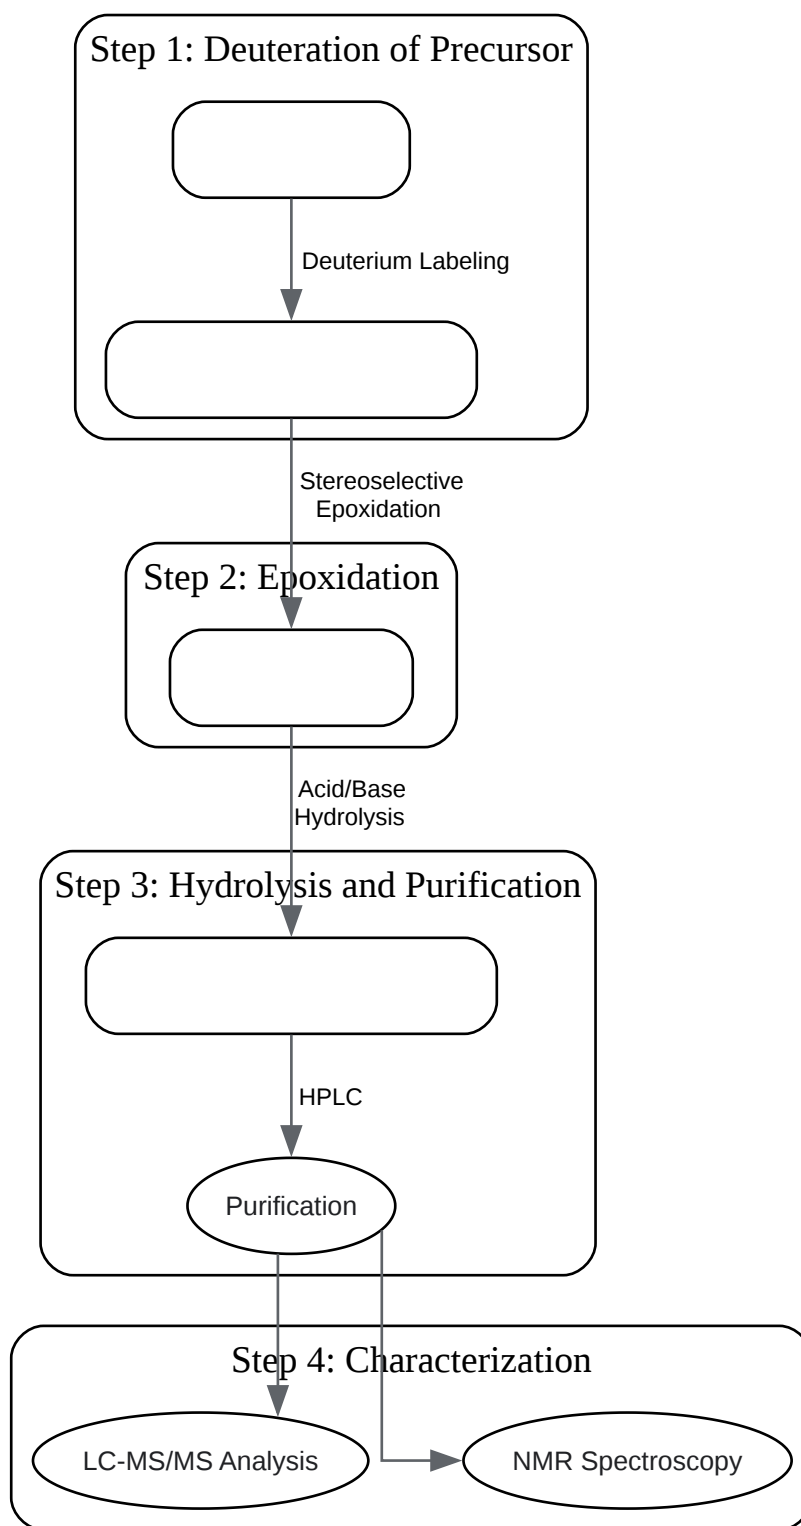 Step 1: Deuteration of Precursor
Deuterium Labeling
Stereoselective
Epoxidation
Step 2: Epoxidation
Acid/Base
Hydrolysis
Step 3: Hydrolysis and Purification
HPLC
Purification
Step 4: Characterization
LC-MS/MS Analysis
NMR Spectroscopy